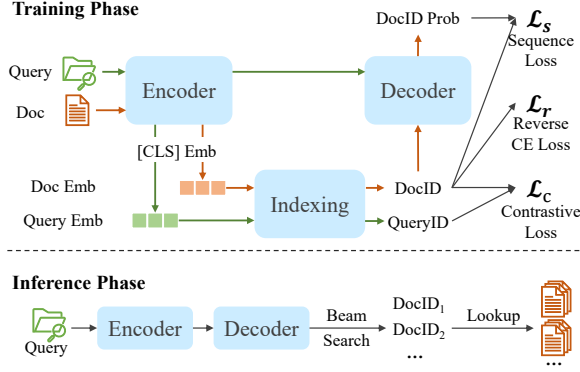 Training Phase
DocID Prob
𝓛s
Sequence
Loss
Query
Doc
Encoder
Decoder
𝓛r
Reverse
CE Loss
[CLS] Emb
Doc Emb
Query Emb
Indexing
DocID
QueryID
𝓛c
Contrastive
Loss
Inference Phase
Query
Encoder
Decoder
Beam
Search
DocID1
DocID2
...
Lookup
...